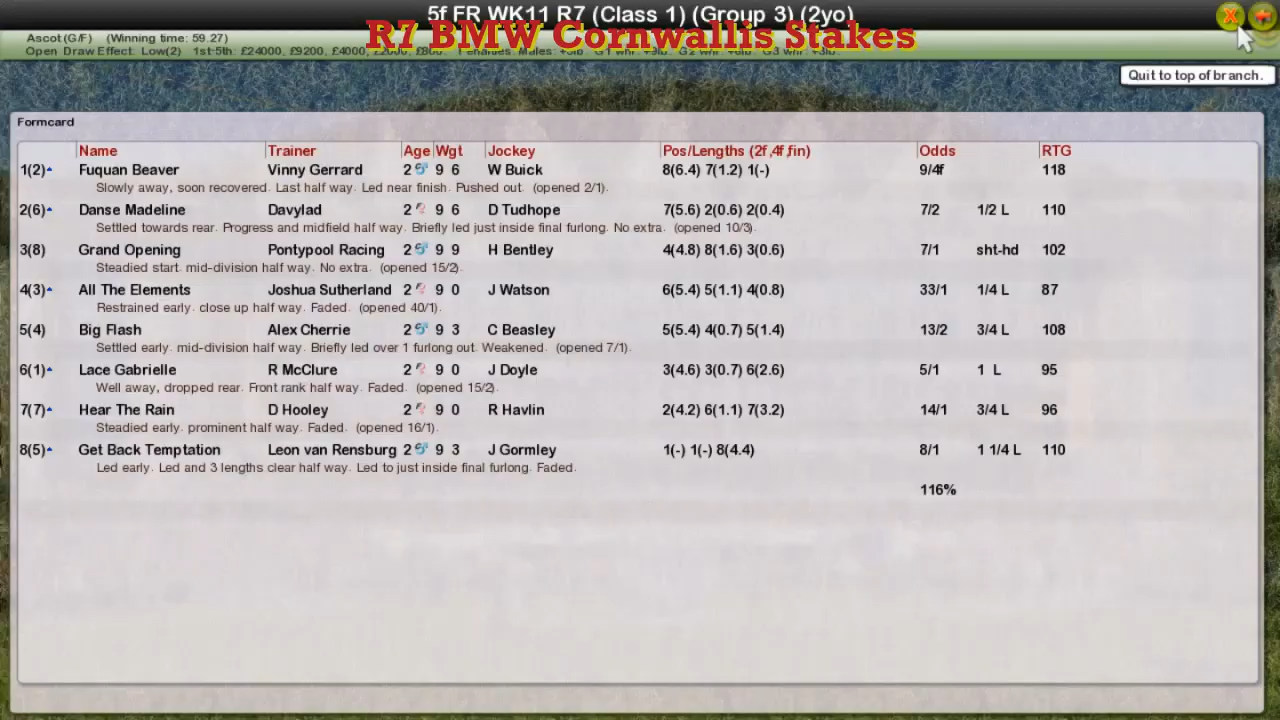 5f FR WK11 R7 (Class 1) (Group 3) (2yo)
R7 BMW Cornwallis Stakes
Ascot (G/F) (Winning time: 59.27)
Open Draw Effect. Low(2) 1st-5th: £24000, £9200, £4000, £2000, £800. Penalties. Males: +3lb. G1 wnr: +9lb. G2 wnr: +6lb. G3 wnr: +3lb.
Quit to top of branch.
Formcard
Name Trainer Age Wgt Jockey Pos/Lengths (2f,4f,fin) Odds RTG
1(2) Fuquan Beaver Vinny Gerrard 2 9 6 W Buick 8(6.4) 7(1.2) 1(-) 9/4f 118
Slowly away, soon recovered. Last half way. Led near finish. Pushed out. (opened 2/1).
2(6) Danse Madeline Davylad 2 9 6 D Tudhope 7(5.6) 2(0.6) 2(0.4) 7/2 1/2 L 110
Settled towards rear. Progress and midfield half way. Briefly led just inside final furlong. No extra. (opened 10/3).
3(8) Grand Opening Pontypool Racing 2 9 9 H Bentley 4(4.8) 8(1.6) 3(0.6) 7/1 sht-hd 102
Steadied start. mid-division half way. No extra. (opened 15/2).
4(3) All The Elements Joshua Sutherland 2 9 0 J Watson 6(5.4) 5(1.1) 4(0.8) 33/1 1/4 L 87
Restrained early. close up half way. Faded. (opened 40/1).
5(4) Big Flash Alex Cherrie 2 9 3 C Beasley 5(5.4) 4(0.7) 5(1.4) 13/2 3/4 L 108
Settled early. mid-division half way. Briefly led over 1 furlong out. Weakened. (opened 7/1).
6(1) Lace Gabrielle R McClure 2 9 0 J Doyle 3(4.6) 3(0.7) 6(2.6) 5/1 1 L 95
Well away, dropped rear. Front rank half way. Faded. (opened 15/2).
7(7) Hear The Rain D Hooley 2 9 0 R Havlin 2(4.2) 6(1.1) 7(3.2) 14/1 3/4 L 96
Steadied early. prominent half way. Faded. (opened 16/1).
8(5) Get Back Temptation Leon van Rensburg 2 9 3 J Gormley 1(-) 1(-) 8(4.4) 8/1 1 1/4 L 110
Led early. Led and 3 lengths clear half way. Led to just inside final furlong. Faded.
116%